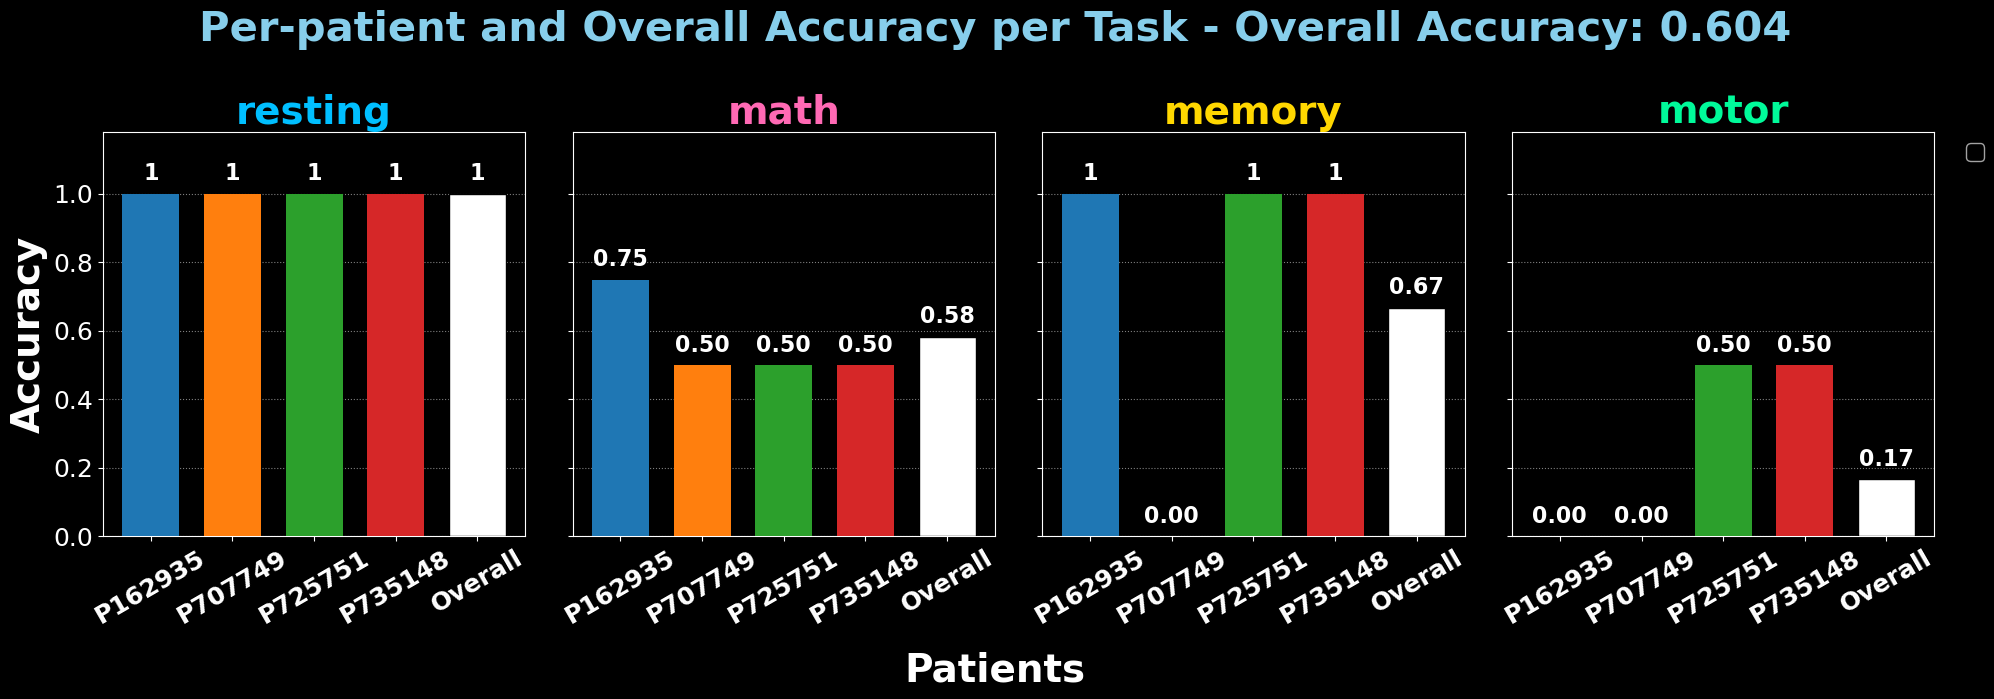 Per-patient and Overall Accuracy per Task - Overall Accuracy: 0.604
resting
math
memory
motor
Accuracy
1.0
0.8
0.6
0.4
0.2
0.0
1 1 1 1 1
0.75 0.50 0.50 0.50 0.58
1 0.00 1 1 0.67
0.00 0.00 0.50 0.50 0.17
P162935 P707749 P725751 P735148 Overall
P162935 P707749 P725751 P735148 Overall
P162935 P707749 P725751 P735148 Overall
P162935 P707749 P725751 P735148 Overall
Patients